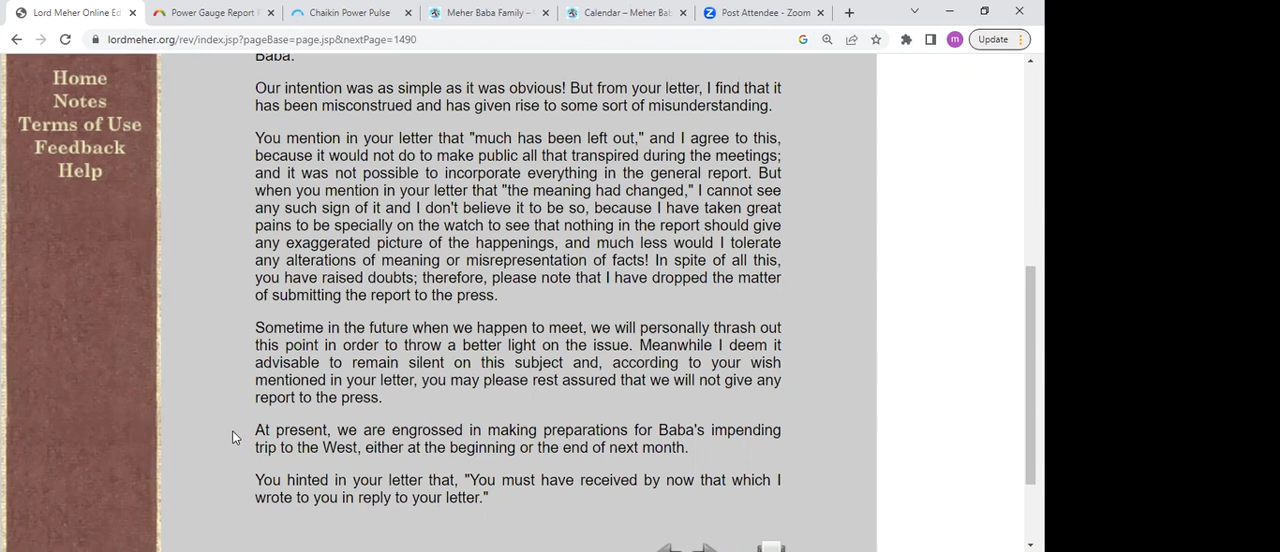 Lord Meher Online Ed
Power Gauge Report
Chaikin Power Pulse
Meher Baba Family –
Calendar – Meher Bab
Post Attendee - Zoom
lordmeher.org/rev/index.jsp?pageBase=page.jsp&nextPage=1490
G
m
Update
Home
Notes
Terms of Use
Feedback
Help
Baba.
Our intention was as simple as it was obvious! But from your letter, I find that it
has been misconstrued and has given rise to some sort of misunderstanding.
You mention in your letter that "much has been left out," and I agree to this,
because it would not do to make public all that transpired during the meetings;
and it was not possible to incorporate everything in the general report. But
when you mention in your letter that "the meaning had changed," I cannot see
any such sign of it and I don't believe it to be so, because I have taken great
pains to be specially on the watch to see that nothing in the report should give
any exaggerated picture of the happenings, and much less would I tolerate
any alterations of meaning or misrepresentation of facts! In spite of all this,
you have raised doubts; therefore, please note that I have dropped the matter
of submitting the report to the press.
Sometime in the future when we happen to meet, we will personally thrash out
this point in order to throw a better light on the issue. Meanwhile I deem it
advisable to remain silent on this subject and, according to your wish
mentioned in your letter, you may please rest assured that we will not give any
report to the press.
At present, we are engrossed in making preparations for Baba's impending
trip to the West, either at the beginning or the end of next month.
You hinted in your letter that, "You must have received by now that which I
wrote to you in reply to your letter."